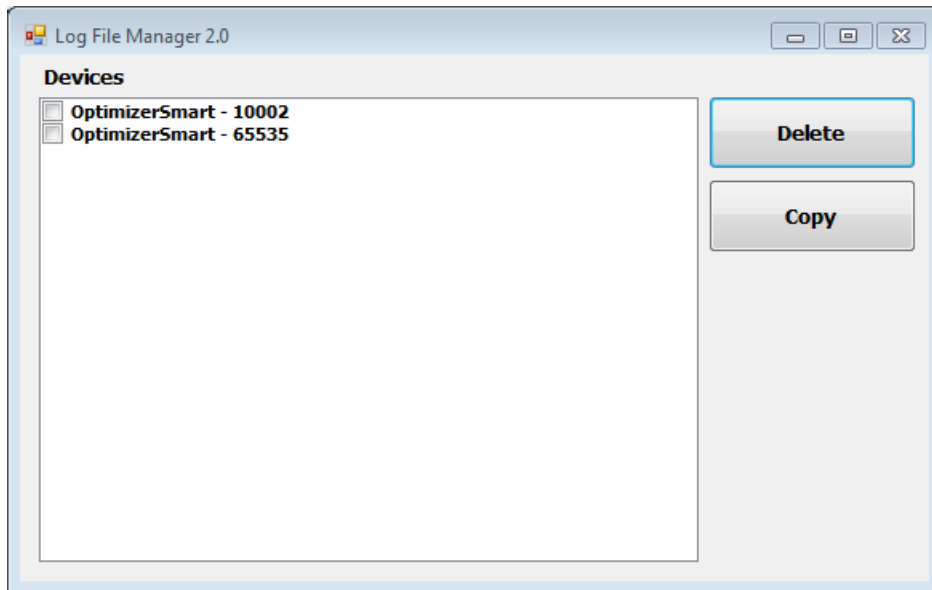 Log File Manager 2.0
Devices
OptimizerSmart - 10002
OptimizerSmart - 65535
Delete
Copy